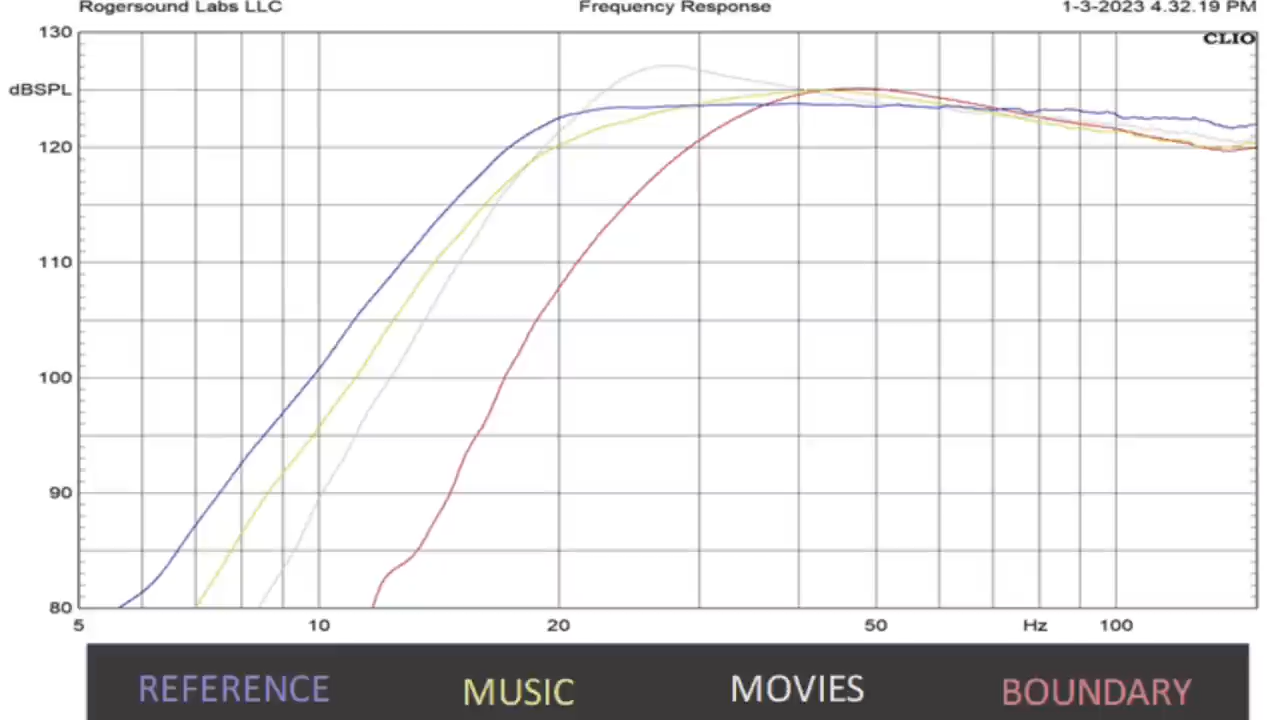 Rogersound Labs LLC Frequency Response 1-3-2023 4.32.19 PM
130
CLIO
dBSPL
120
110
100
90
80
5 10 20 50 Hz 100
REFERENCE MUSIC MOVIES BOUNDARY